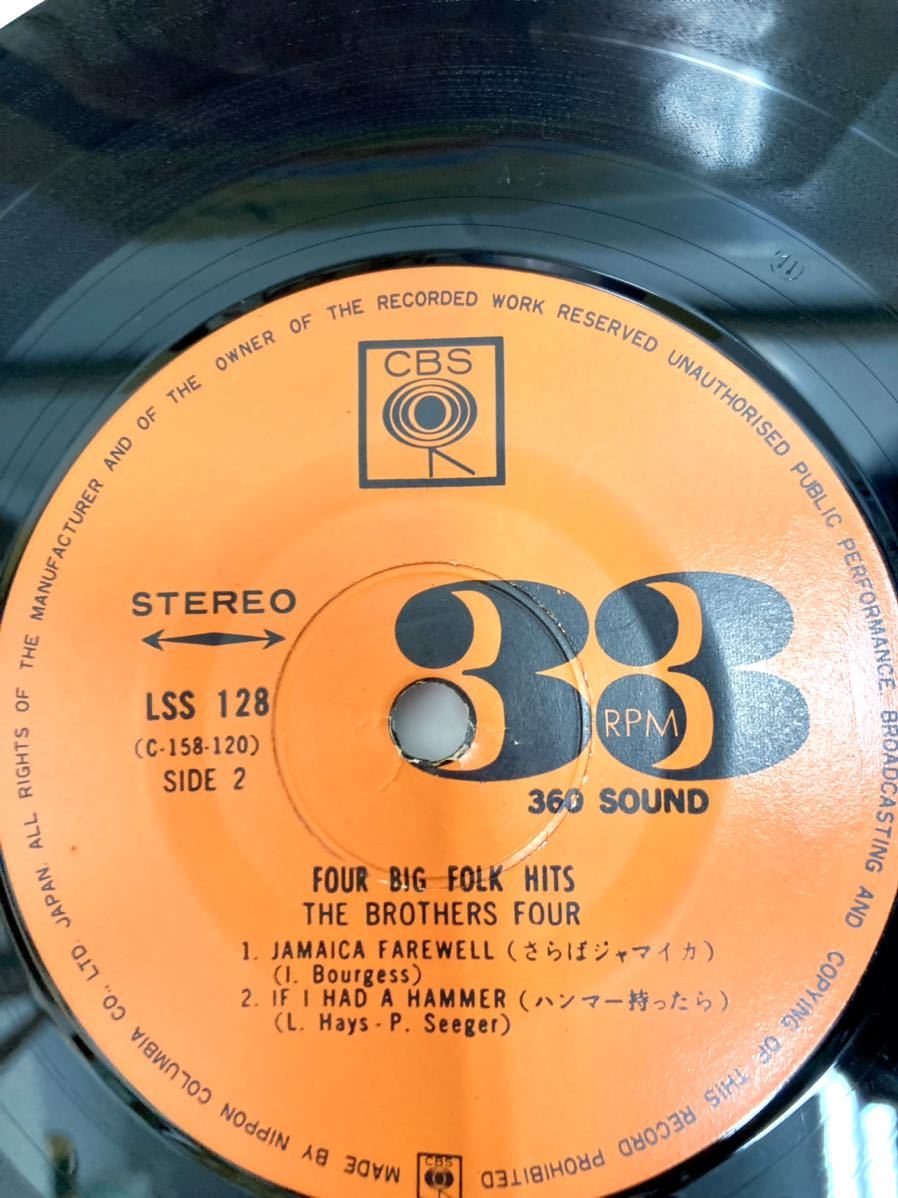 CBS
STEREO
33
RPM
360 SOUND
LSS 128
(C-158-120)
SIDE 2
FOUR BIG FOLK HITS
THE BROTHERS FOUR
1. JAMAICA FAREWELL (さらばジャマイカ)
(I. Bourgess)
2. IF I HAD A HAMMER (ハンマー持ったら)
(L. Hays - P. Seeger)
MADE BY NIPPON COLUMBIA CO., LTD. JAPAN. ALL RIGHTS OF THE MANUFACTURER AND OF THE OWNER OF THE RECORDED WORK RESERVED UNAUTHORISED PUBLIC PERFORMANCE BROADCASTING AND COPYING OF THIS RECORD PROHIBITED
CBS